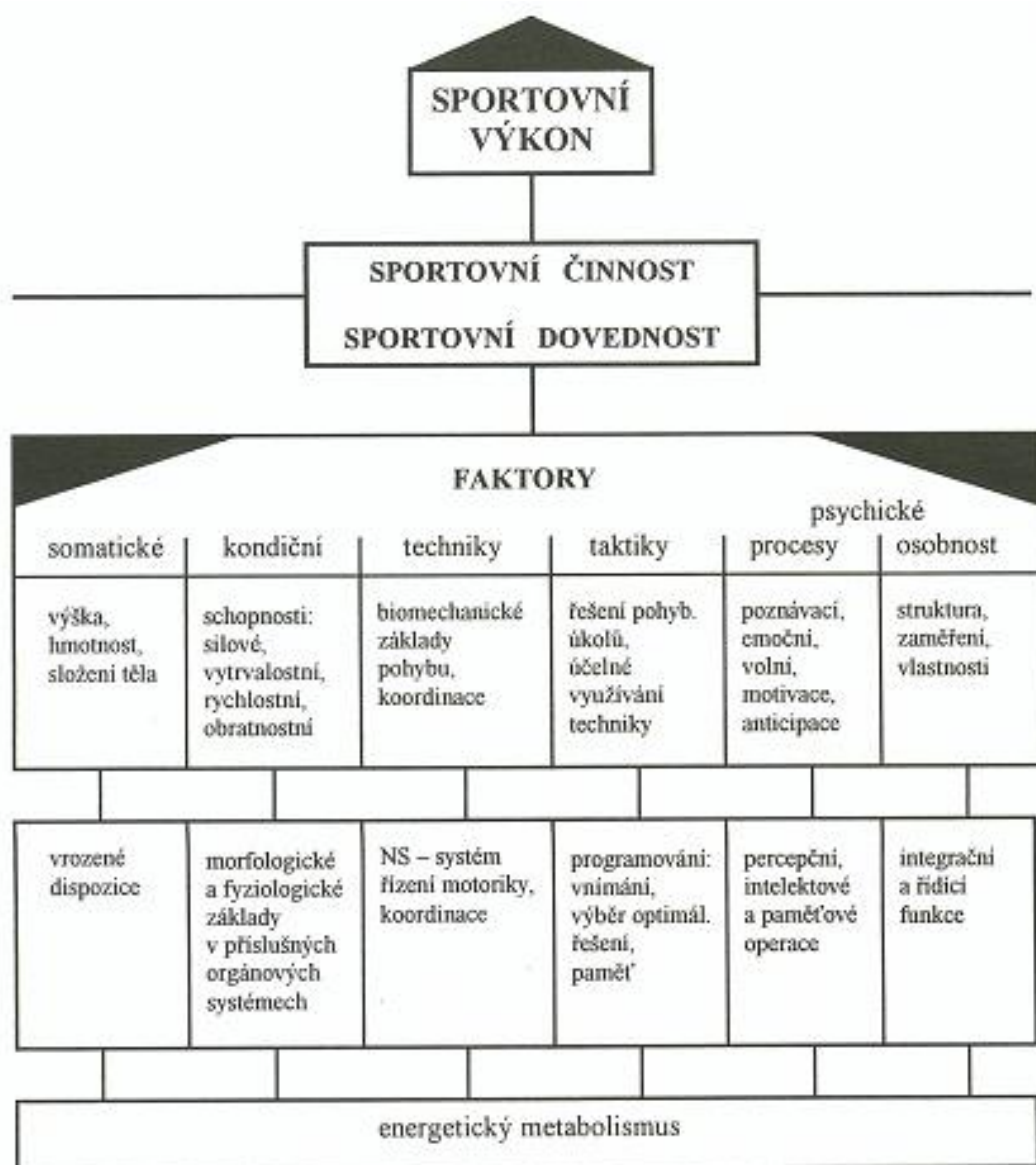 SPORTOVNÍ
VÝKON
SPORTOVNÍ ČINNOST
SPORTOVNÍ DOVEDNOST
FAKTORY
psychické
somatické
kondiční
techniky
taktiky
procesy
osobnost
výška,
hmotnost,
složení těla
schopnosti:
silové,
vytrvalostní,
rychlostní,
obratnostní
biomechanické
základy
pohybu,
koordinace
řešení pohyb.
úkolů,
účelné
využívání
techniky
poznávací,
emoční,
volní,
motivace,
anticipace
struktura,
zaměření,
vlastnosti
vrozené
dispozice
morfologické
a fyziologické
základy
v příslušných
orgánových
systémech
NS – systém
řízení motoriky,
koordinace
programování:
vnímání,
výběr optimál.
řešení,
paměť
percepční,
intelektové
a paměťové
operace
integrační
a řídicí
funkce
energetický metabolismus